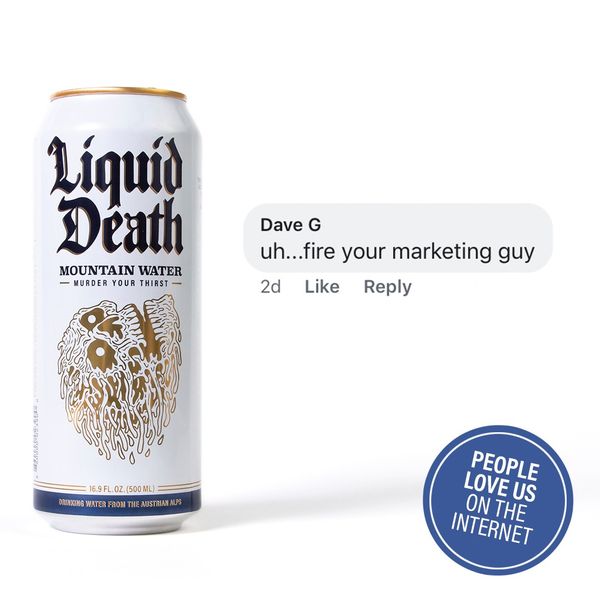 Liquid
Death
MOUNTAIN WATER
MURDER YOUR THIRST
16.9 FL. OZ. (500 ML)
DRINKING WATER FROM THE AUSTRIAN ALPS
Dave G
uh...fire your marketing guy
2d Like Reply
PEOPLE
LOVE US
ON THE
INTERNET